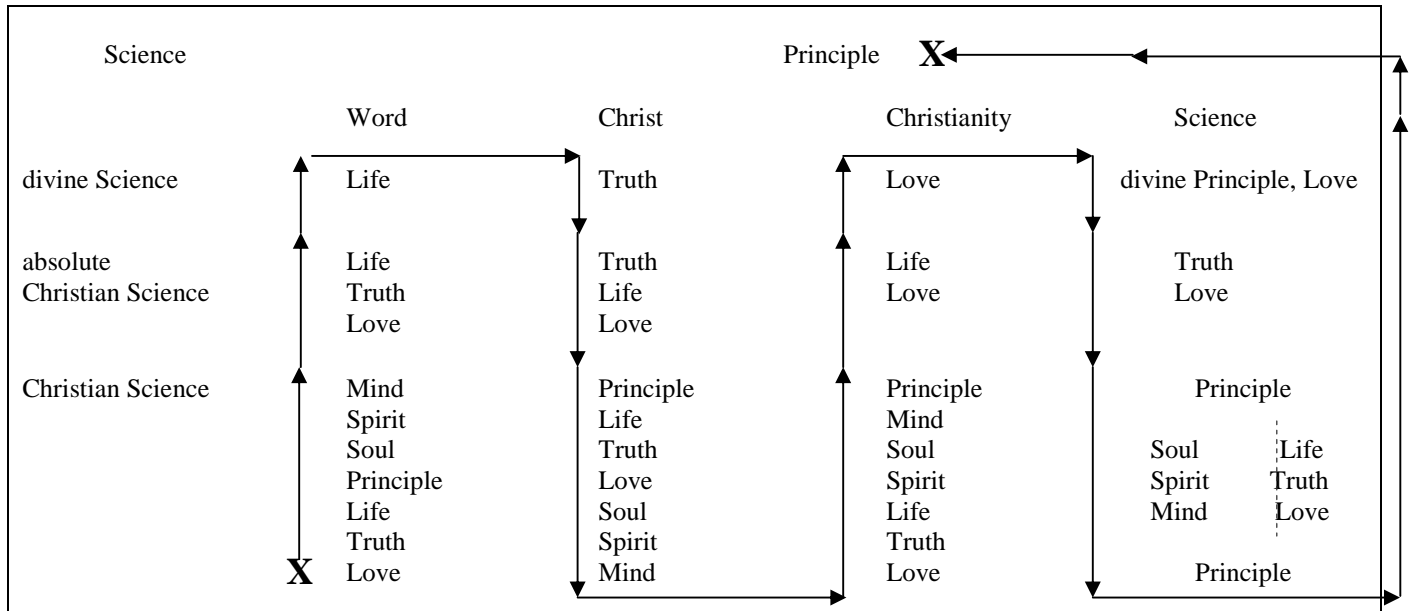 Science Principle X
Word Christ Christianity Science
divine Science Life Truth Love divine Principle, Love
absolute Life Truth Life Truth
Christian Science Truth Life Love Love
Love Love
Christian Science Mind Principle Principle Principle
Spirit Life Mind
Soul Truth Soul Soul Life
Principle Love Spirit Spirit Truth
Life Soul Life Mind Love
Truth Spirit Truth
X Love Mind Love Principle